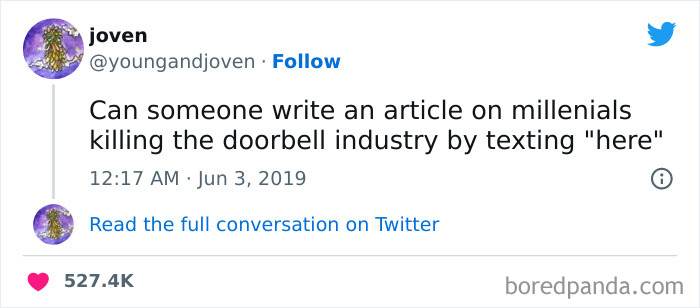 joven
@youngandjoven · Follow
Can someone write an article on millenials
killing the doorbell industry by texting "here"
12:17 AM · Jun 3, 2019
Read the full conversation on Twitter
527.4K
boredpanda.com